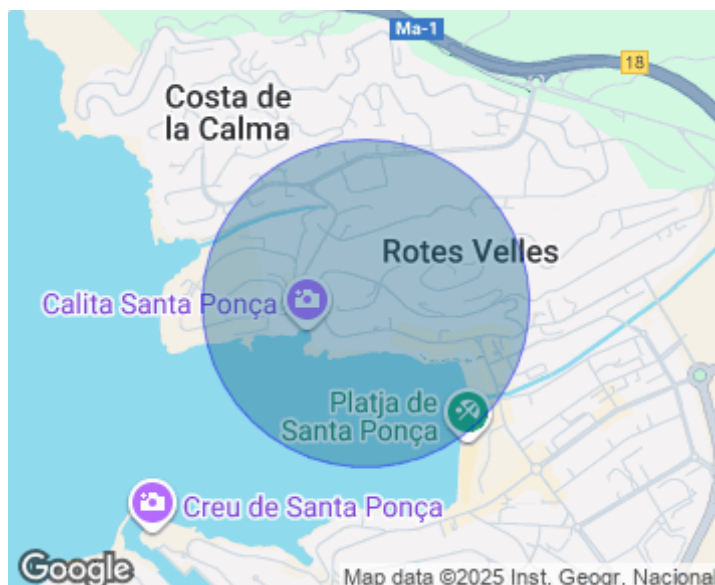 Ma-1
18
Costa de
la Calma
Rotes Velles
Calita Santa Ponça
Platja de
Santa Ponça
Creu de Santa Ponça
Google
Map data ©2025 Inst. Geogr. Nacional